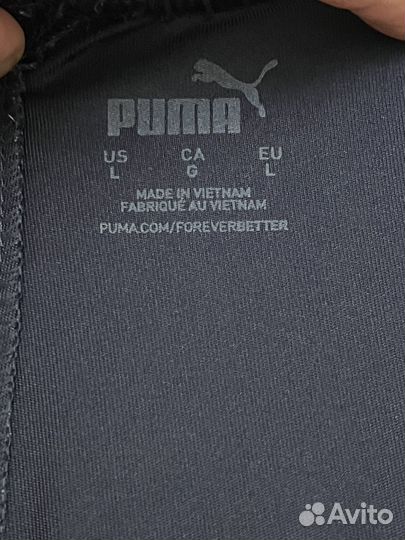 PUMA
US CA EU
L G L
MADE IN VIETNAM
FABRIQUÉ AU VIETNAM
PUMA.COM/FOREVERBETTER
Avito